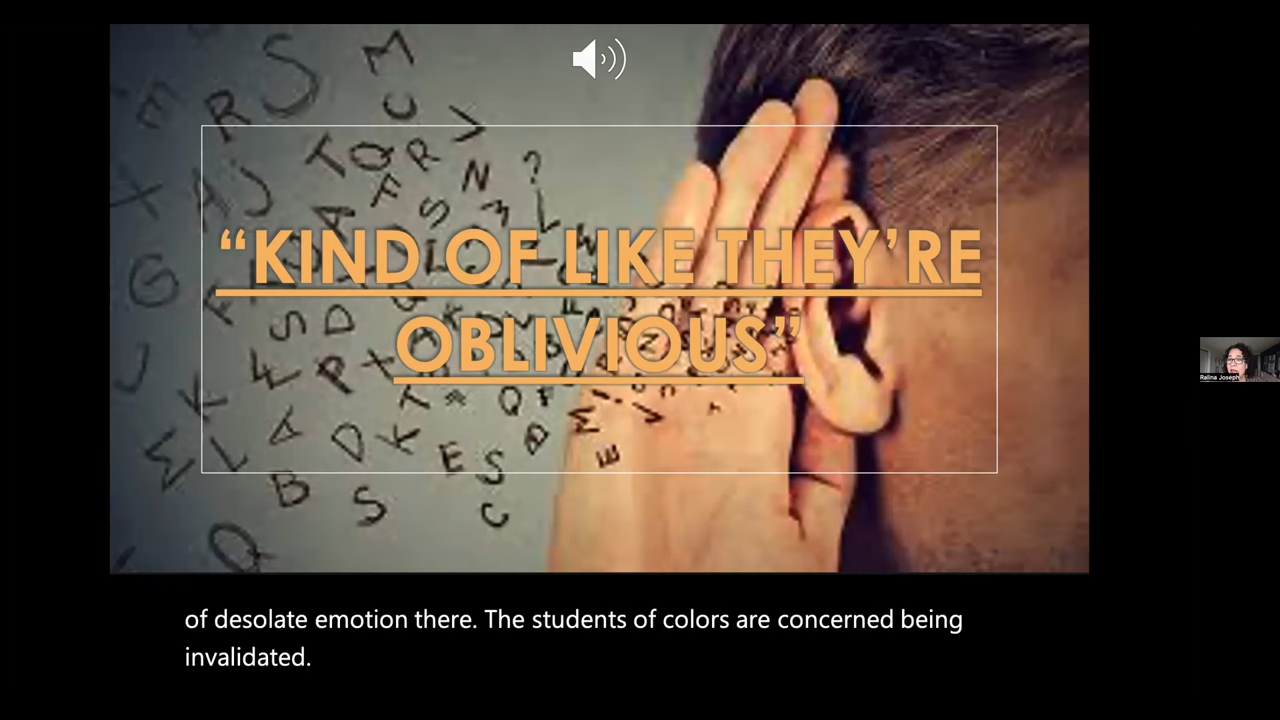 “KIND OF LIKE THEY’RE
OBLIVIOUS”
Ralina Joseph
of desolate emotion there. The students of colors are concerned being
invalidated.